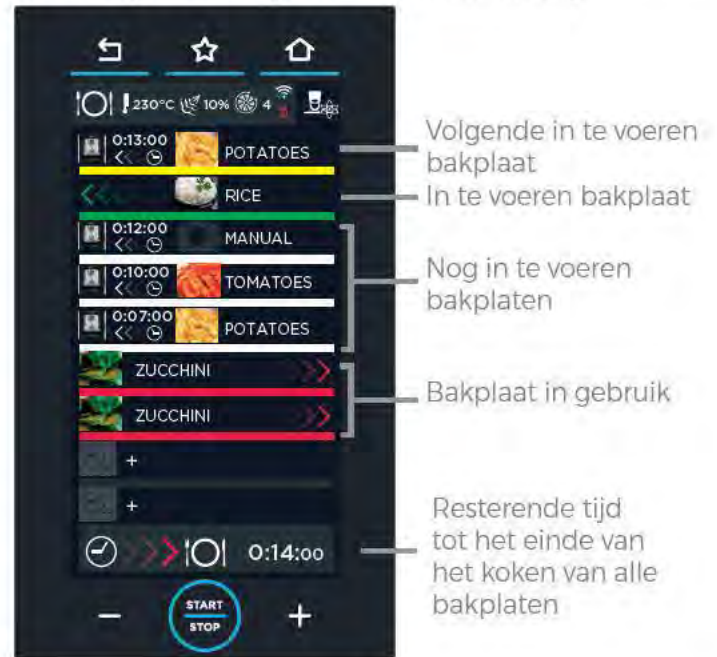 230°C 10% 4
0:13:00
POTATOES
Volgende in te voeren
bakplaat
RICE
In te voeren bakplaat
0:12:00
MANUAL
0:10:00
TOMATOES
Nog in te voeren
bakplaten
0:07:00
POTATOES
ZUCCHINI
Bakplaat in gebruik
ZUCCHINI
+
+
0:14:00
Resterende tijd
tot het einde van
het koken van alle
bakplaten
− START +
STOP